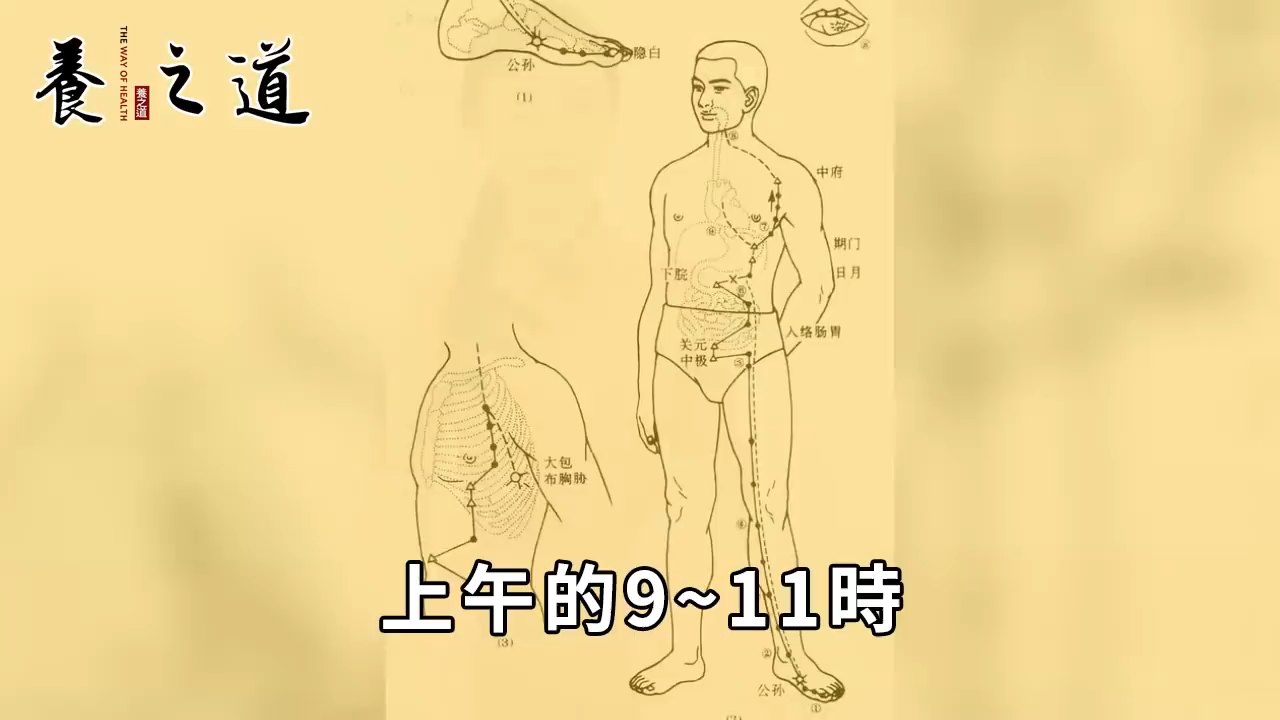 養之道
THE WAY OF HEALTH
養之道
公孙
隐白
(1)
中府
期门
日月
下脘
入络肠胃
关元
中极
大包
布胸胁
上午的9~11時
(3)
公孙